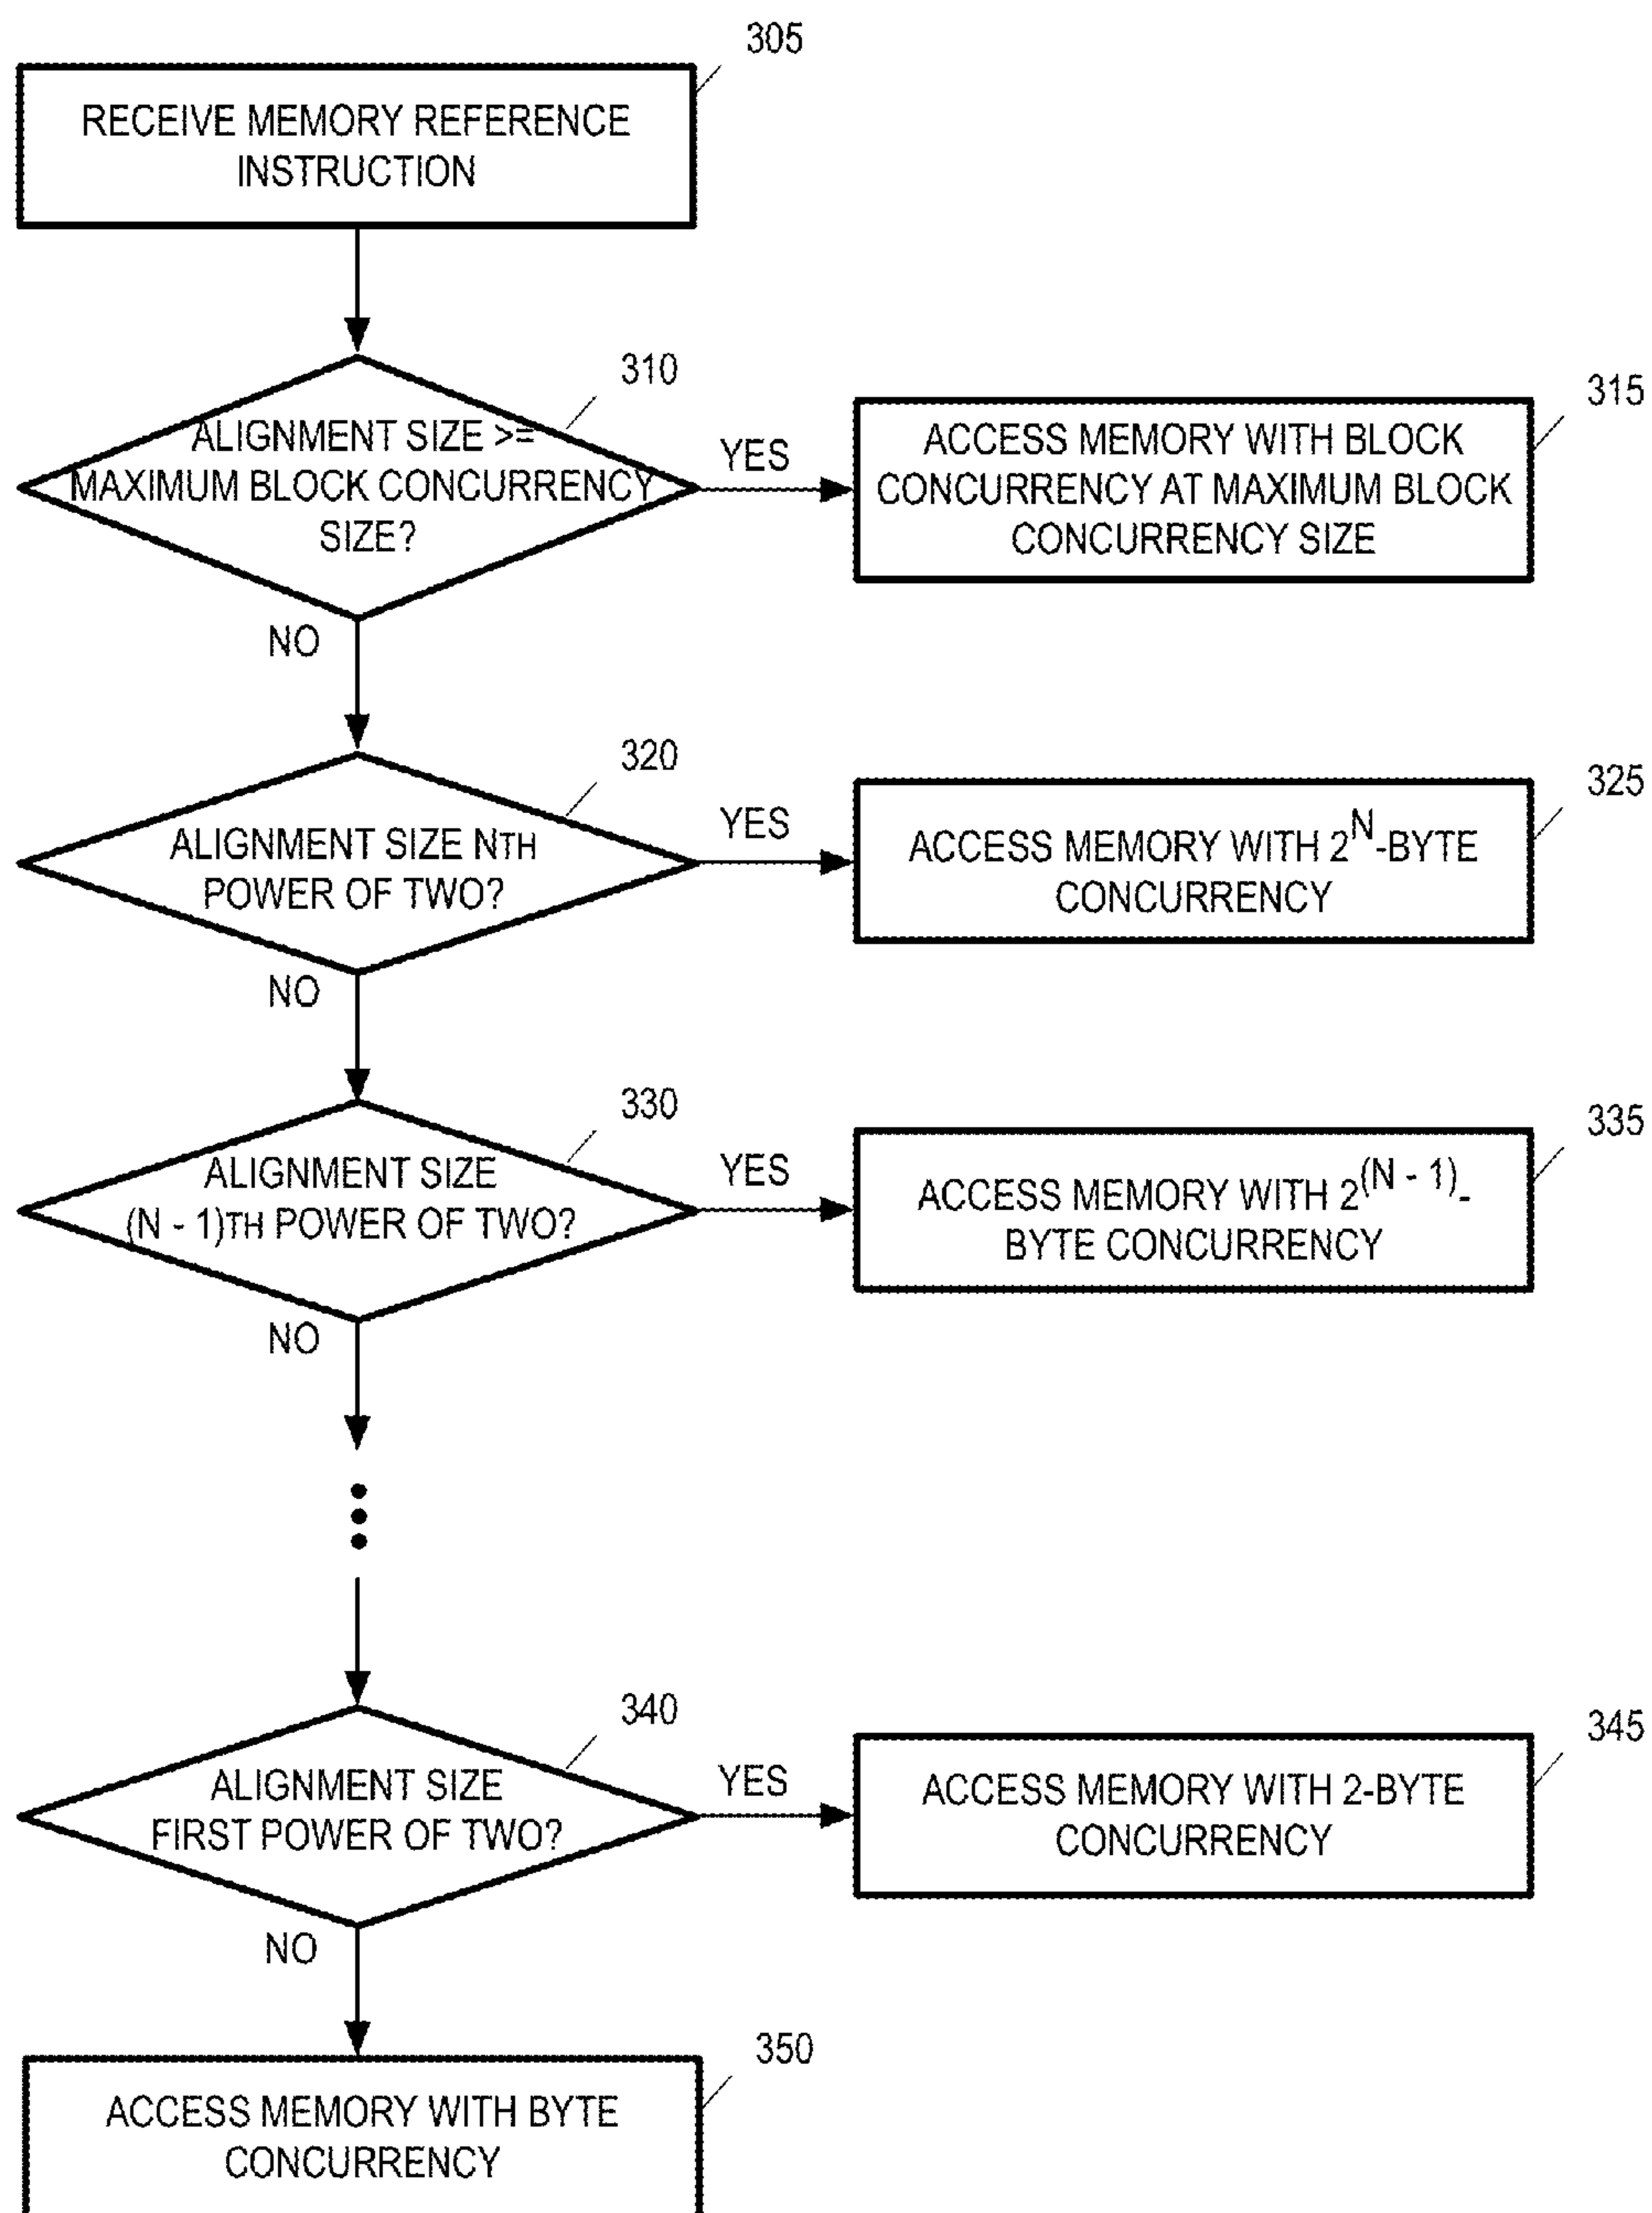 305
RECEIVE MEMORY REFERENCE
INSTRUCTION
310
ALIGNMENT SIZE >=
MAXIMUM BLOCK CONCURRENCY
SIZE?
YES
315
ACCESS MEMORY WITH BLOCK
CONCURRENCY AT MAXIMUM BLOCK
CONCURRENCY SIZE
NO
320
ALIGNMENT SIZE NTH
POWER OF TWO?
YES
325
ACCESS MEMORY WITH 2^N-BYTE
CONCURRENCY
NO
330
ALIGNMENT SIZE
(N - 1)TH POWER OF TWO?
YES
335
ACCESS MEMORY WITH 2^(N - 1)-
BYTE CONCURRENCY
NO
340
ALIGNMENT SIZE
FIRST POWER OF TWO?
YES
345
ACCESS MEMORY WITH 2-BYTE
CONCURRENCY
NO
350
ACCESS MEMORY WITH BYTE
CONCURRENCY